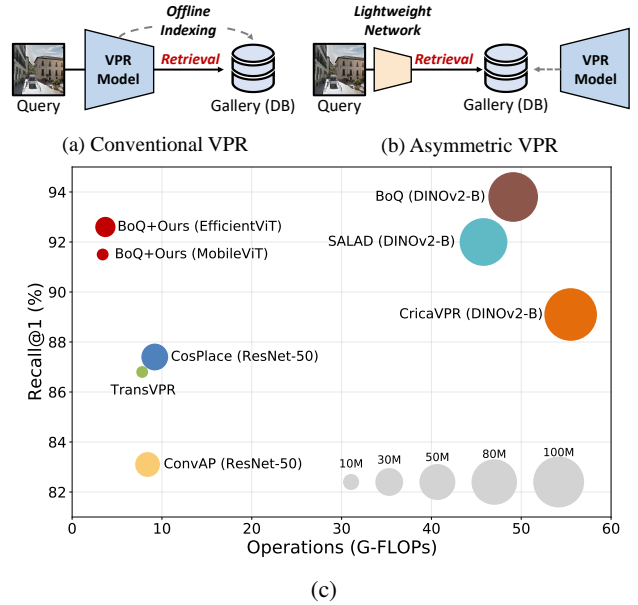 Offline
Indexing
VPR
Model
Retrieval
Query
Gallery (DB)
(a) Conventional VPR
Lightweight
Network
Retrieval
VPR
Model
Query
Gallery (DB)
(b) Asymmetric VPR
Recall@1 (%)
94
92
90
88
86
84
82
BoQ (DINOv2-B)
BoQ+Ours (EfficientViT)
SALAD (DINOv2-B)
BoQ+Ours (MobileViT)
CricaVPR (DINOv2-B)
CosPlace (ResNet-50)
TransVPR
ConvAP (ResNet-50)
10M
30M
50M
80M
100M
0
10
20
30
40
50
60
Operations (G-FLOPs)
(c)